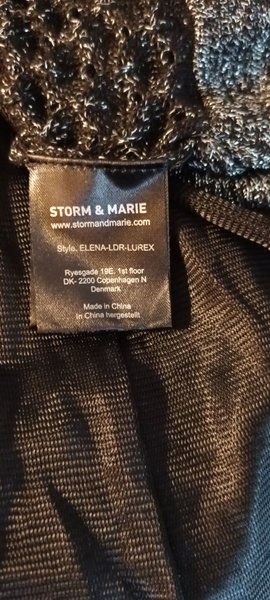 STORM & MARIE
www.stormandmarie.com
Style. ELENA-LDR-LUREX
Ryesgade 19E, 1st floor
DK- 2200 Copenhagen N
Denmark
Made in China
in China hergestellt